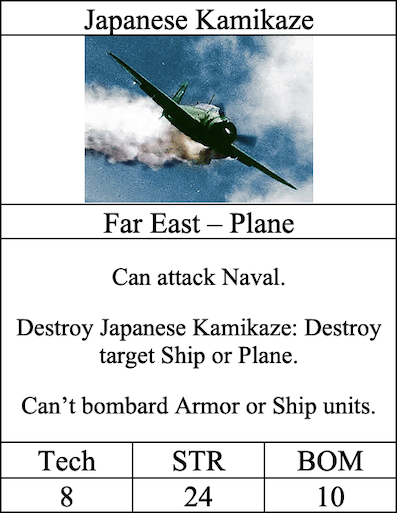 Japanese Kamikaze
Far East – Plane
Can attack Naval.
Destroy Japanese Kamikaze: Destroy
target Ship or Plane.
Can’t bombard Armor or Ship units.
Tech STR BOM
8 24 10